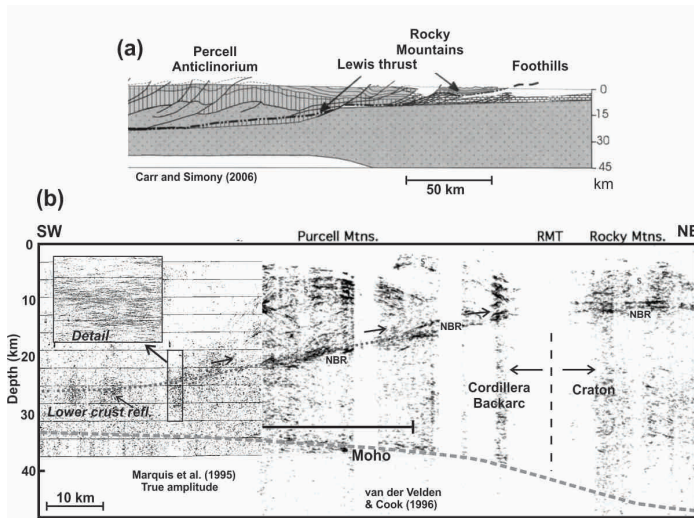 (a)
Rocky
Mountains
Percell
Anticlinorium
Lewis thrust
Foothills
0
15
30
45
km
Carr and Simony (2006)
50 km
(b)
SW
Purcell Mtns.
RMT
Rocky Mtns.
NE
0
10
20
30
40
Depth (km)
Detail
Lower crust refl.
NBR
NBR
NBR
NBR
S
S
Cordillera
Backarc
Craton
Moho
Marquis et al. (1995)
True amplitude
van der Velden
& Cook (1996)
10 km